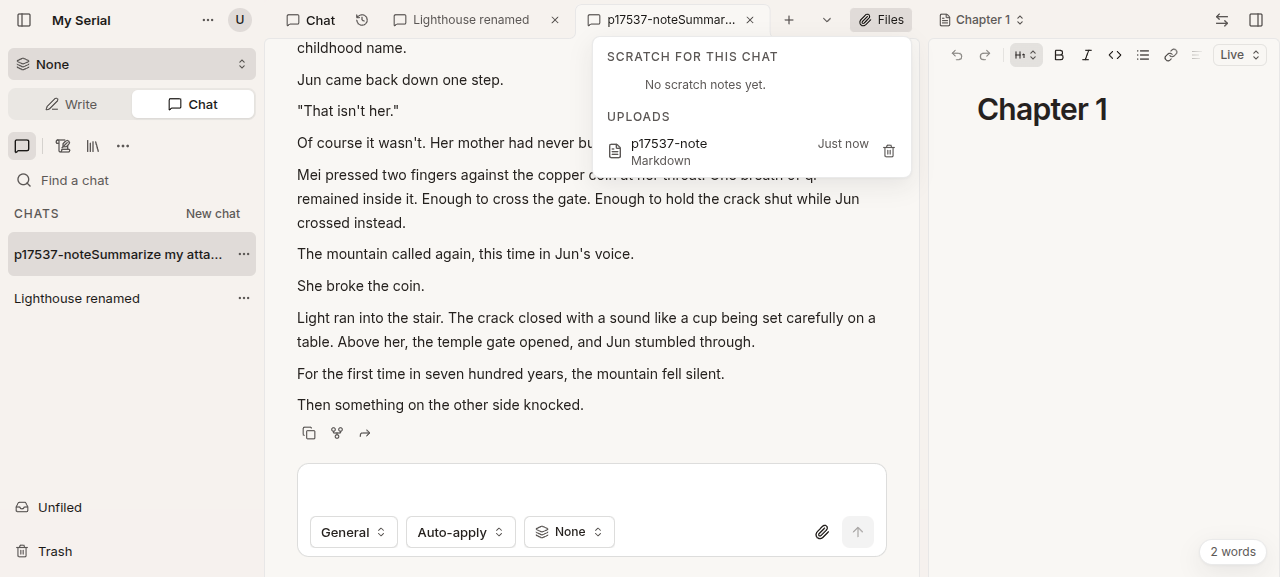 My Serial
U
None
Write
Chat
Find a chat
CHATS
New chat
p17537-noteSummarize my atta...
Lighthouse renamed
Unfiled
Trash
Chat
Lighthouse renamed
p17537-noteSummar...
Files
childhood name.
Jun came back down one step.
"That isn't her."
Of course it wasn't. Her mother had never
Mei pressed two fingers against the copper
remained inside it. Enough to cross the gate. Enough to hold the crack shut while Jun
crossed instead.
The mountain called again, this time in Jun's voice.
She broke the coin.
Light ran into the stair. The crack closed with a sound like a cup being set carefully on a
table. Above her, the temple gate opened, and Jun stumbled through.
For the first time in seven hundred years, the mountain fell silent.
Then something on the other side knocked.
General
Auto-apply
None
SCRATCH FOR THIS CHAT
No scratch notes yet.
UPLOADS
p17537-note
Just now
Markdown
Chapter 1
H1
B
I
Live
Chapter 1
2 words